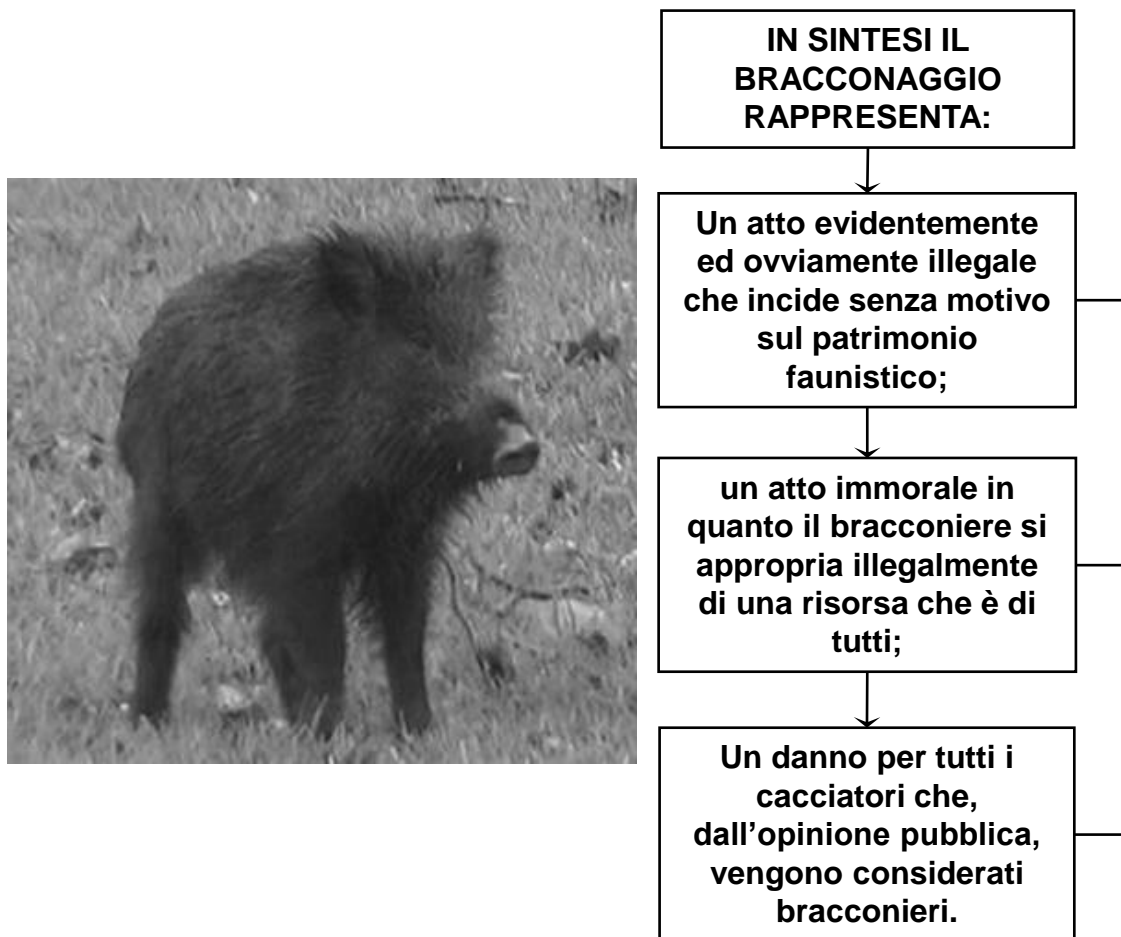 IN SINTESI IL
BRACCONAGGIO
RAPPRESENTA:
Un atto evidentemente
ed ovviamente illegale
che incide senza motivo
sul patrimonio
faunistico;
un atto immorale in
quanto il bracconiere si
appropria illegalmente
di una risorsa che è di
tutti;
Un danno per tutti i
cacciatori che,
dall’opinione pubblica,
vengono considerati
bracconieri.